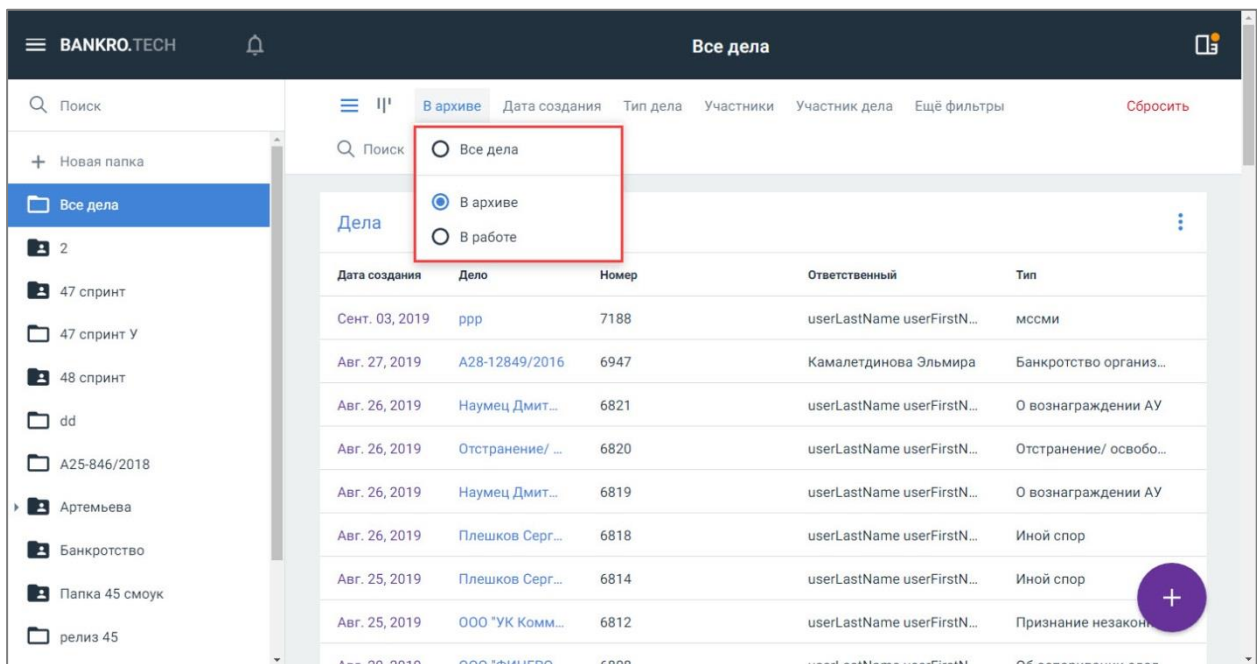 BANKRO.TECH
Все дела
Поиск
Новая папка
Все дела
2
47 спринт
47 спринт У
48 спринт
dd
А25-846/2018
Артемьева
Банкротство
Папка 45 смоук
релиз 45
В архиве Дата создания Тип дела Участники Участник дела Ещё фильтры Сбросить
Поиск
Все дела
В архиве
В работе
Дела
Дата создания Дело Номер Ответственный Тип
Сент. 03, 2019 ррр 7188 userLastName userFirstN... мссми
Авг. 27, 2019 А28-12849/2016 6947 Камалетдинова Эльмира Банкротство организ...
Авг. 26, 2019 Наумец Дмит... 6821 userLastName userFirstN... О вознаграждении АУ
Авг. 26, 2019 Отстранение/ ... 6820 userLastName userFirstN... Отстранение/ освобо...
Авг. 26, 2019 Наумец Дмит... 6819 userLastName userFirstN... О вознаграждении АУ
Авг. 26, 2019 Плешков Серг... 6818 userLastName userFirstN... Иной спор
Авг. 25, 2019 Плешков Серг... 6814 userLastName userFirstN... Иной спор
Авг. 25, 2019 ООО "УК Комм... 6812 userLastName userFirstN... Признание незакон